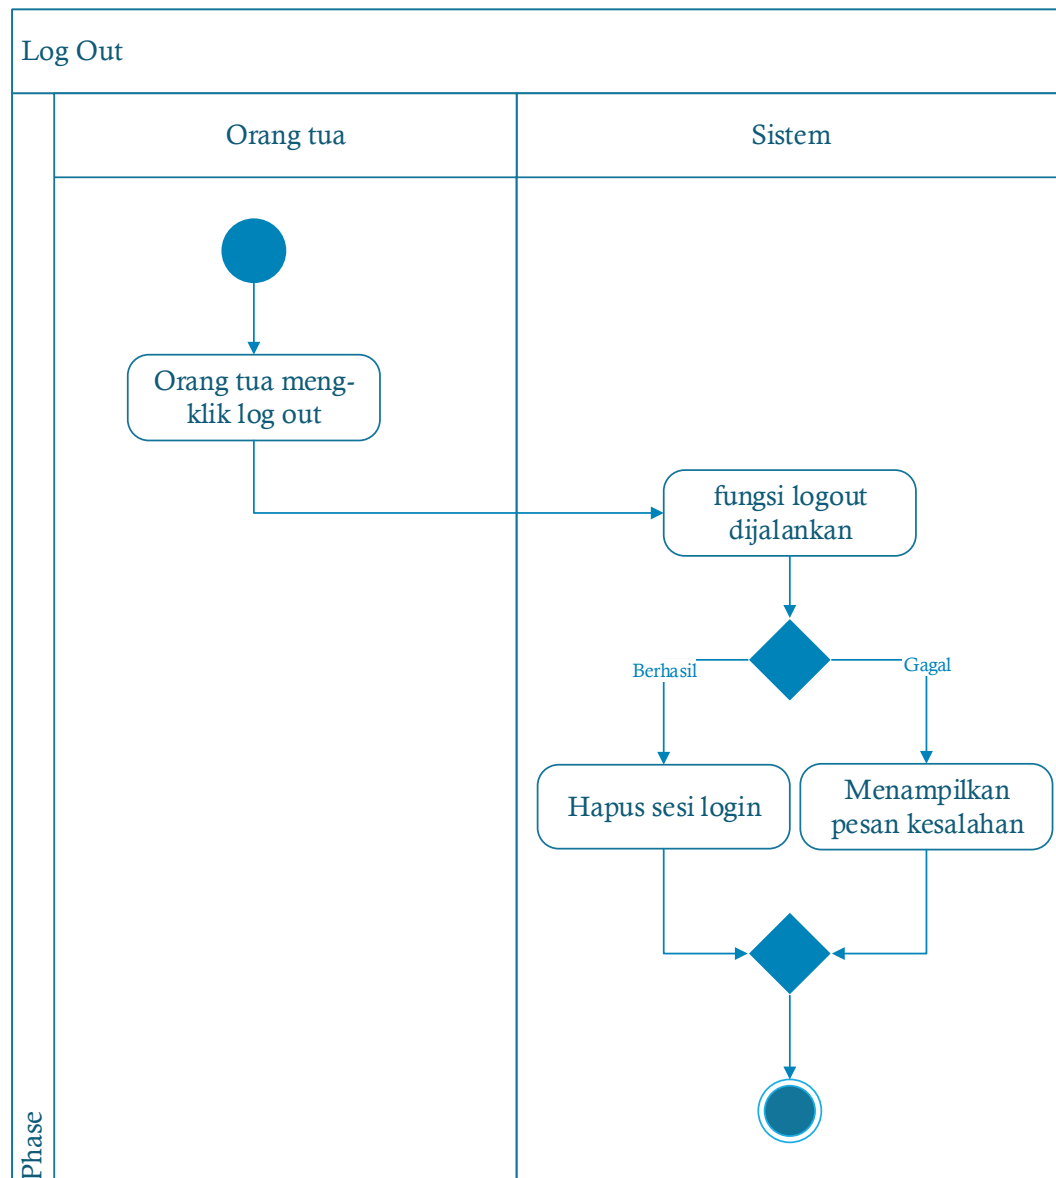 Log Out
Orang tua
Sistem
Orang tua meng-
klik log out
fungsi logout
dijalankan
Berhasil
Gagal
Hapus sesi login
Menampilkan
pesan kesalahan
Phase